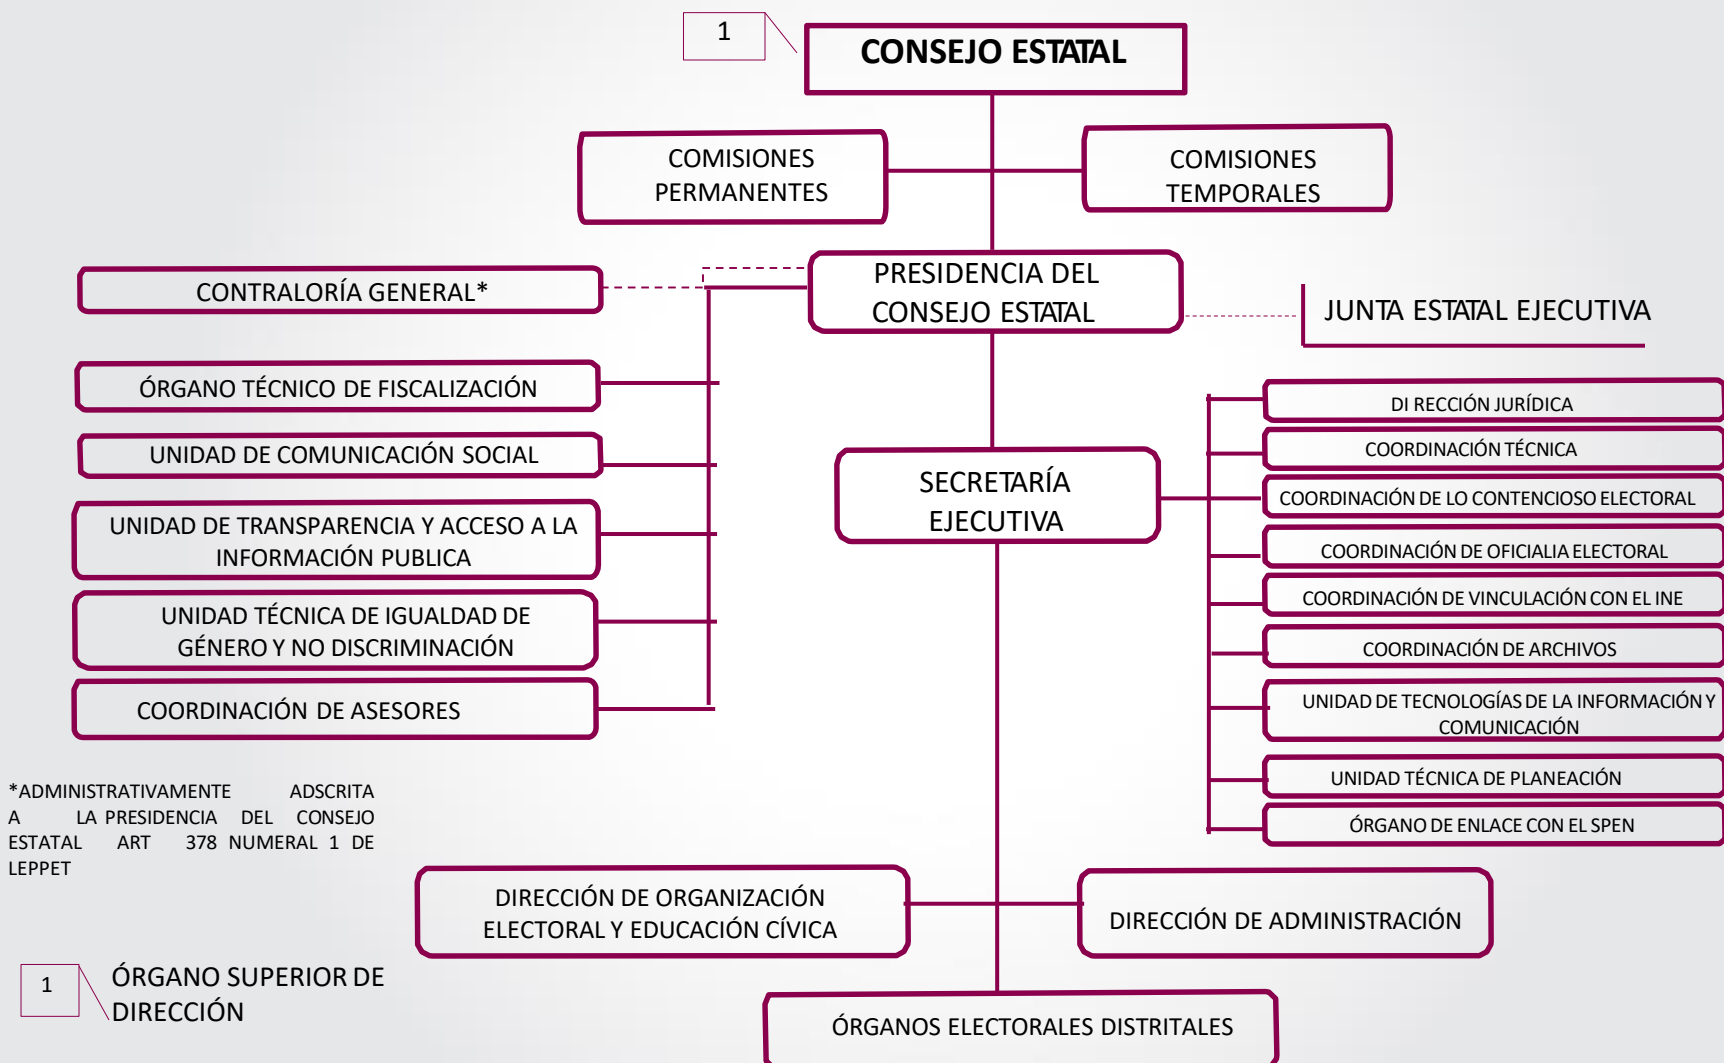 1
CONSEJO ESTATAL
COMISIONES
PERMANENTES
COMISIONES
TEMPORALES
CONTRALORÍA GENERAL*
PRESIDENCIA DEL
CONSEJO ESTATAL
JUNTA ESTATAL EJECUTIVA
ÓRGANO TÉCNICO DE FISCALIZACIÓN
UNIDAD DE COMUNICACIÓN SOCIAL
UNIDAD DE TRANSPARENCIA Y ACCESO A LA
INFORMACIÓN PUBLICA
UNIDAD TÉCNICA DE IGUALDAD DE
GÉNERO Y NO DISCRIMINACIÓN
COORDINACIÓN DE ASESORES
SECRETARÍA
EJECUTIVA
DI RECCIÓN JURÍDICA
COORDINACIÓN TÉCNICA
COORDINACIÓN DE LO CONTENCIOSO ELECTORAL
COORDINACIÓN DE OFICIALIA ELECTORAL
COORDINACIÓN DE VINCULACIÓN CON EL INE
COORDINACIÓN DE ARCHIVOS
UNIDAD DE TECNOLOGÍAS DE LA INFORMACIÓN Y
COMUNICACIÓN
UNIDAD TÉCNICA DE PLANEACIÓN
ÓRGANO DE ENLACE CON EL SPEN
*ADMINISTRATIVAMENTE ADSCRITA
A LA PRESIDENCIA DEL CONSEJO
ESTATAL ART 378 NUMERAL 1 DE
LEPPET
DIRECCIÓN DE ORGANIZACIÓN
ELECTORAL Y EDUCACIÓN CÍVICA
DIRECCIÓN DE ADMINISTRACIÓN
1
ÓRGANO SUPERIOR DE
DIRECCIÓN
ÓRGANOS ELECTORALES DISTRITALES